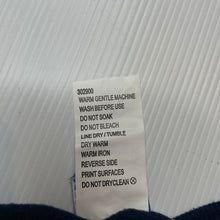 302900
WARM GENTLE MACHINE
WASH BEFORE USE
DO NOT SOAK
DO NOT BLEACH
LINE DRY / TUMBLE
DRY WARM
WARM IRON
REVERSE SIDE
PRINT SURFACES
DO NOT DRYCLEAN